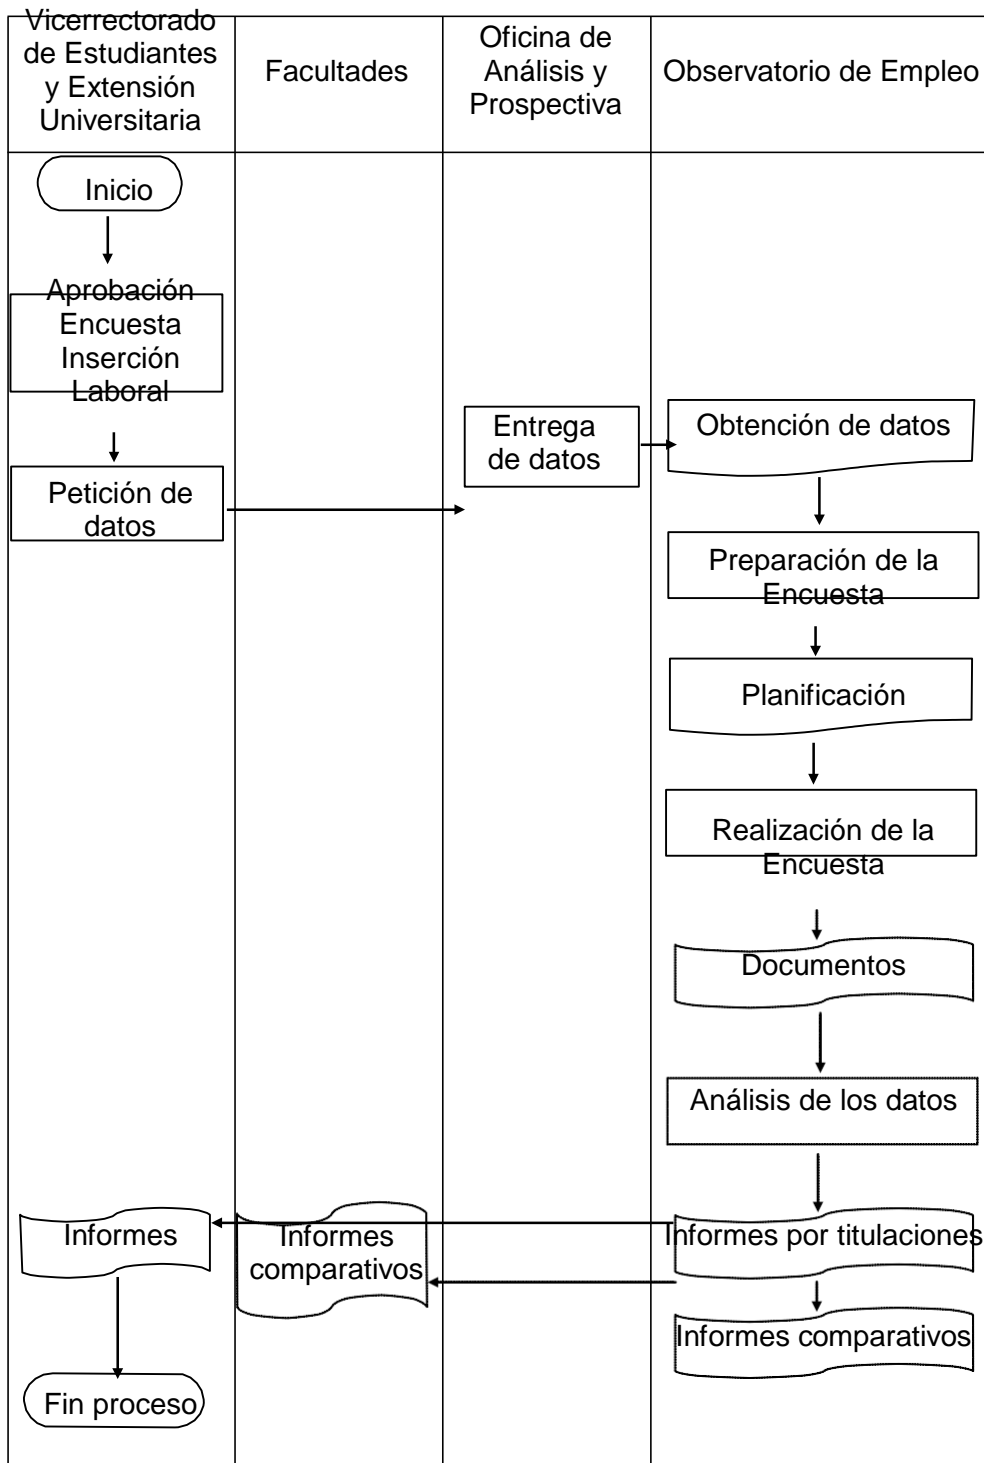 Vicerrectorado
de Estudiantes
y Extensión
Universitaria
Facultades
Oficina de
Análisis y
Prospectiva
Observatorio de Empleo
Inicio
Aprobación
Encuesta
Inserción
Laboral
Petición de
datos
Entrega
de datos
Obtención de datos
Preparación de la
Encuesta
Planificación
Realización de la
Encuesta
Documentos
Análisis de los datos
Informes
Informes
comparativos
Informes por titulaciones
Informes comparativos
Fin proceso